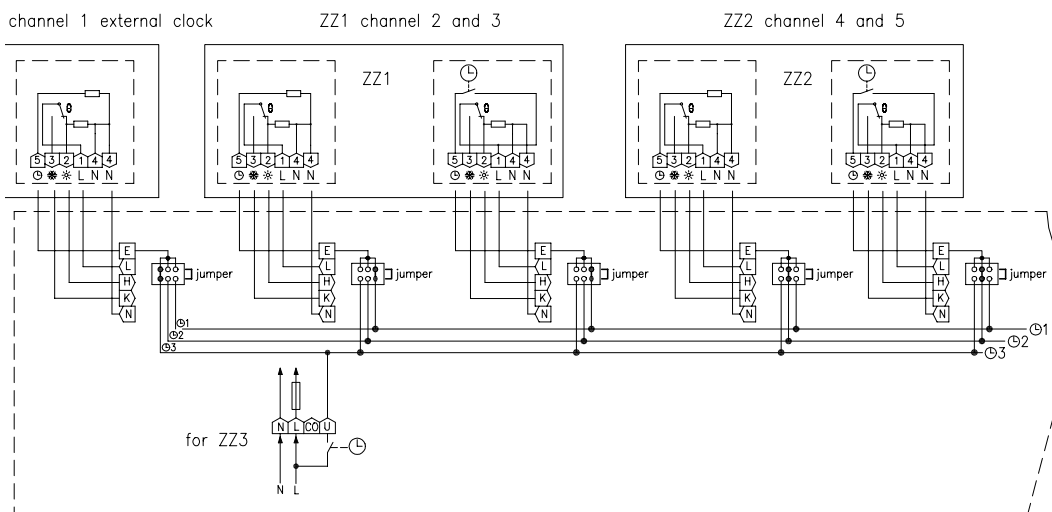 channel 1 external clock
ZZ1 channel 2 and 3
ZZ2 channel 4 and 5
ZZ1
ZZ2
5 3 2 1 4 4
5 3 2 1 4 4
5 3 2 1 4 4
5 3 2 1 4 4
5 3 2 1 4 4
L N N
L N N
L N N
L N N
L N N
E
L
H
K
N
jumper
E
L
H
K
N
jumper
E
L
H
K
N
jumper
E
L
H
K
N
jumper
E
L
H
K
N
jumper
1
2
3
1
2
3
for ZZ3
N L CO U
N L